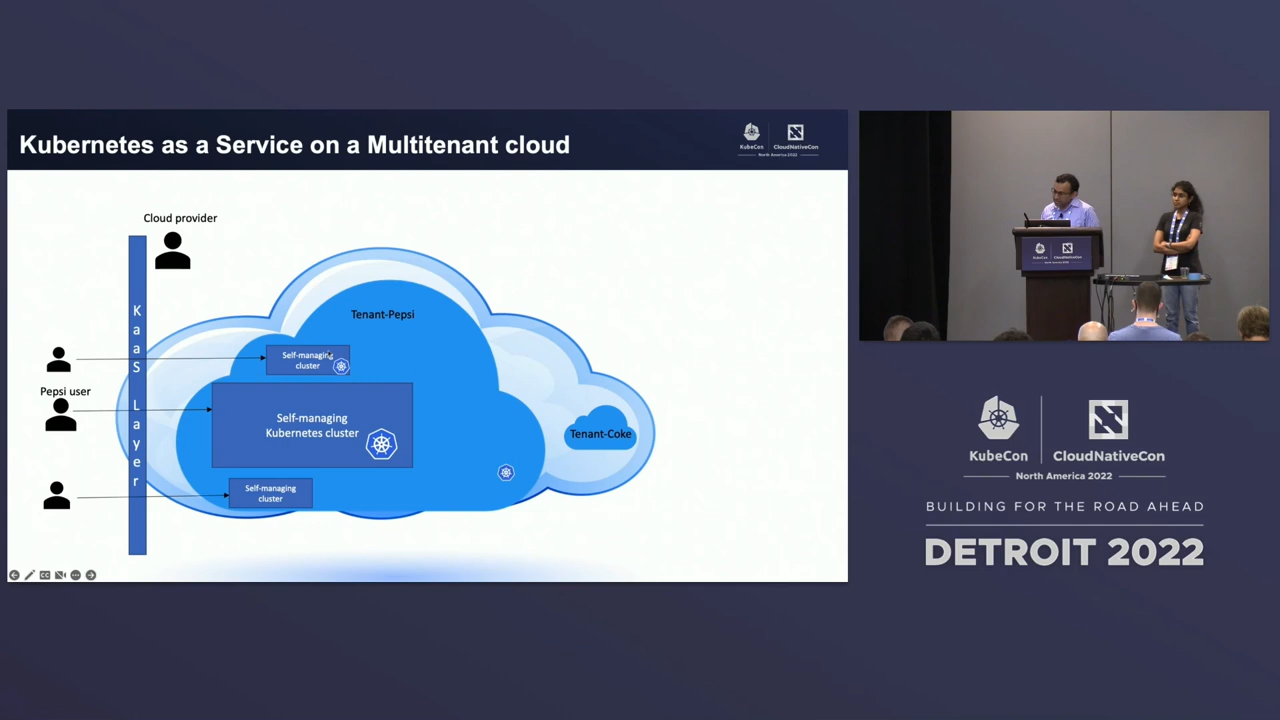 Kubernetes as a Service on a Multitenant cloud
KubeCon
CloudNativeCon
North America 2022
Cloud provider
KaaS Layer
Tenant-Pepsi
Self-managing
cluster
Pepsi user
Self-managing
Kubernetes cluster
Tenant-Coke
Self-managing
cluster
KubeCon
CloudNativeCon
North America 2022
BUILDING FOR THE ROAD AHEAD
DETROIT 2022